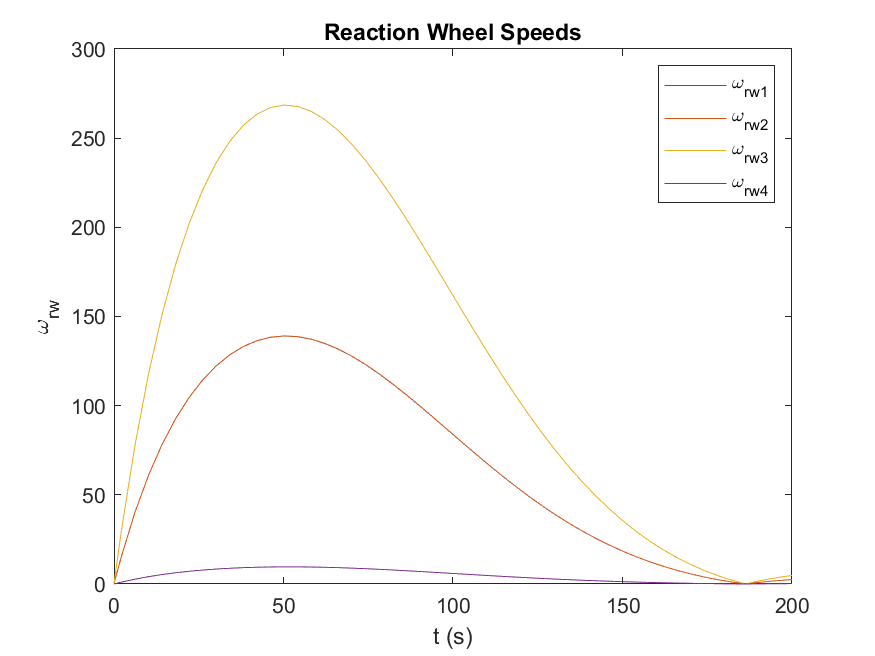 Reaction Wheel Speeds
300
250
200
150
100
50
0
ω_rw
ω_rw1
ω_rw2
ω_rw3
ω_rw4
0 50 100 150 200
t (s)